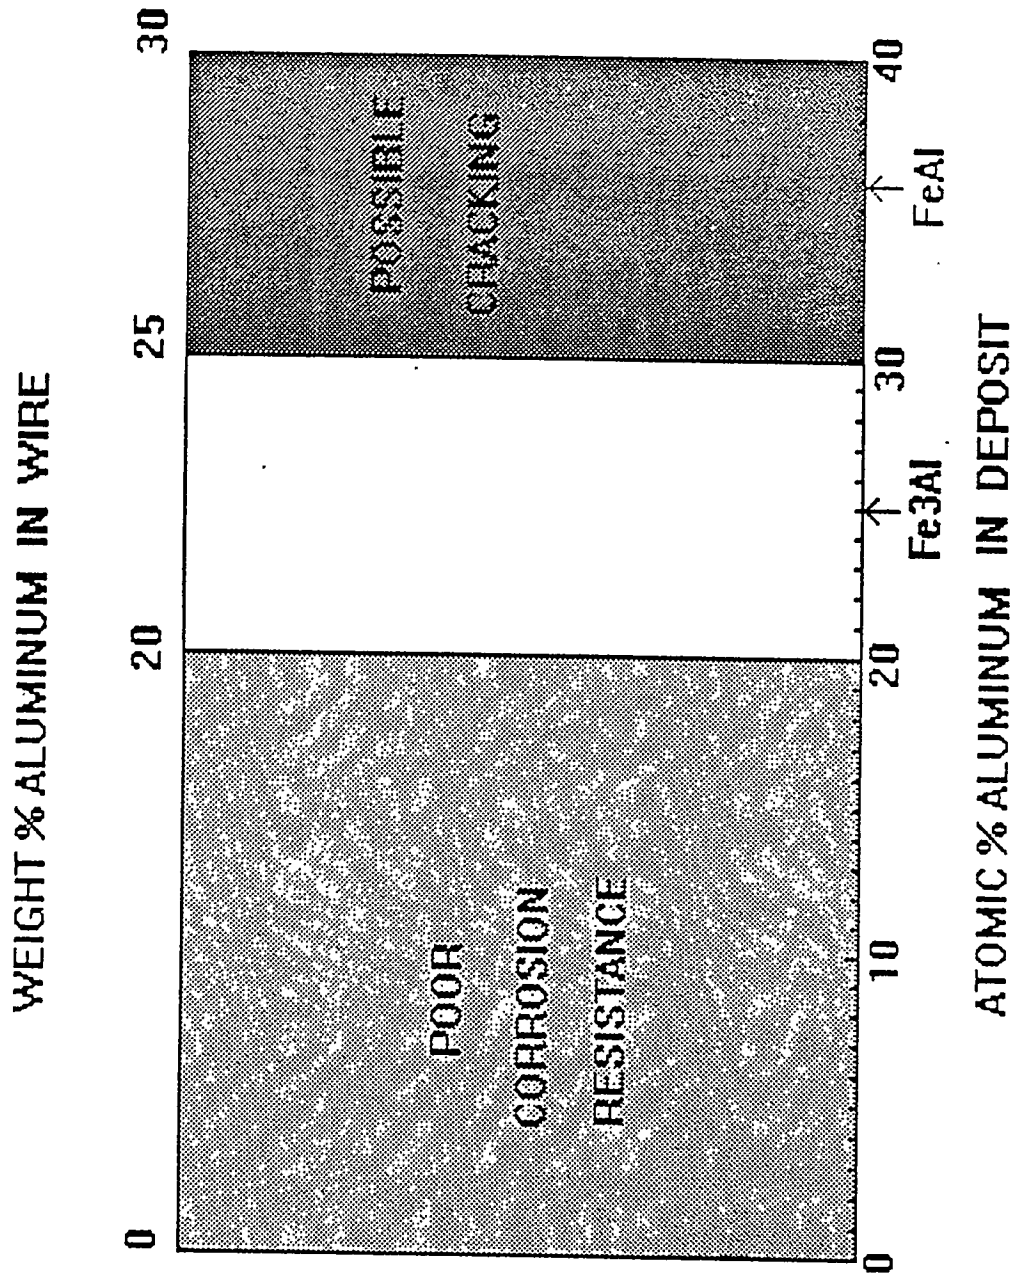 WEIGHT % ALUMINUM IN WIRE
0 20 25 30
POOR
CORROSION
RESISTANCE
POSSIBLE
CRACKING
0 10 20 30 40
Fe3Al FeAl
ATOMIC % ALUMINUM IN DEPOSIT